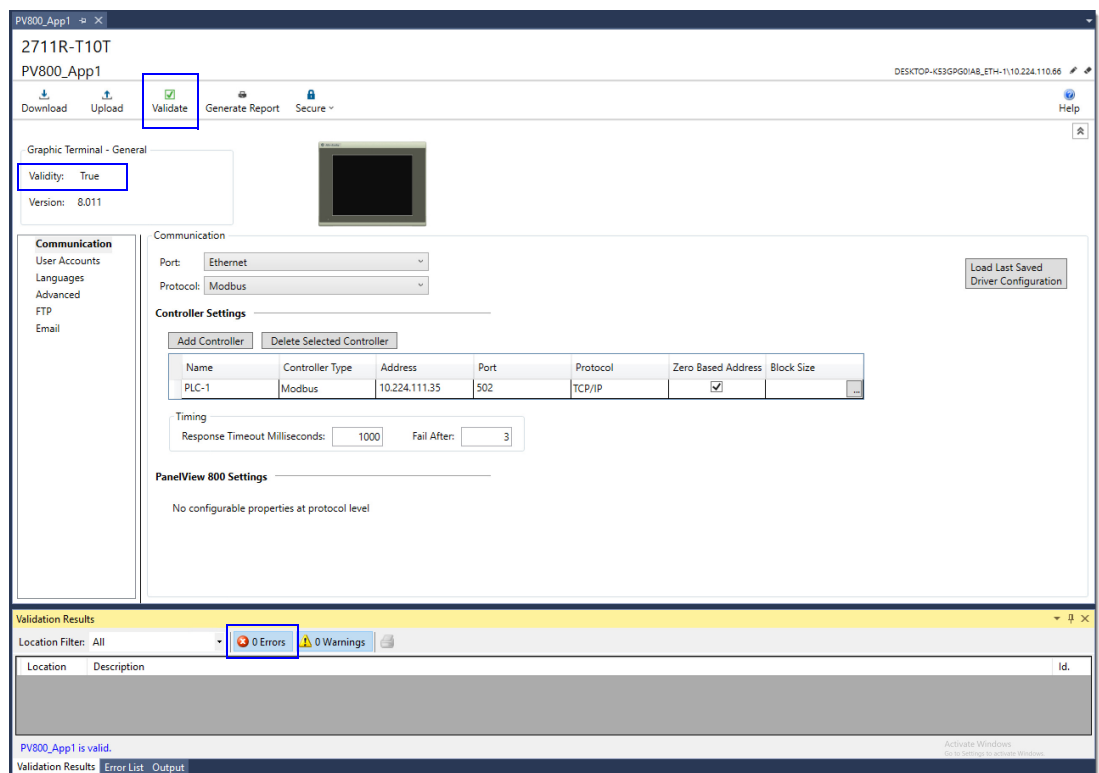 PV800_App1
2711R-T10T
PV800_App1
DESKTOP-K53GPG0!AB_ETH-1\10.224.110.66
Download Upload Validate Generate Report Secure Help
Graphic Terminal - General
Validity: True
Version: 8.011
Communication
User Accounts
Languages
Advanced
FTP
Email
Communication
Port: Ethernet
Protocol: Modbus
Load Last Saved
Driver Configuration
Controller Settings
Add Controller Delete Selected Controller
Name Controller Type Address Port Protocol Zero Based Address Block Size
PLC-1 Modbus 10.224.111.35 502 TCP/IP ...
Timing
Response Timeout Milliseconds: 1000 Fail After: 3
PanelView 800 Settings
No configurable properties at protocol level
Validation Results
Location Filter: All 0 Errors 0 Warnings
Location Description Id.
PV800_App1 is valid.
Activate Windows
Go to Settings to activate Windows.
Validation Results Error List Output